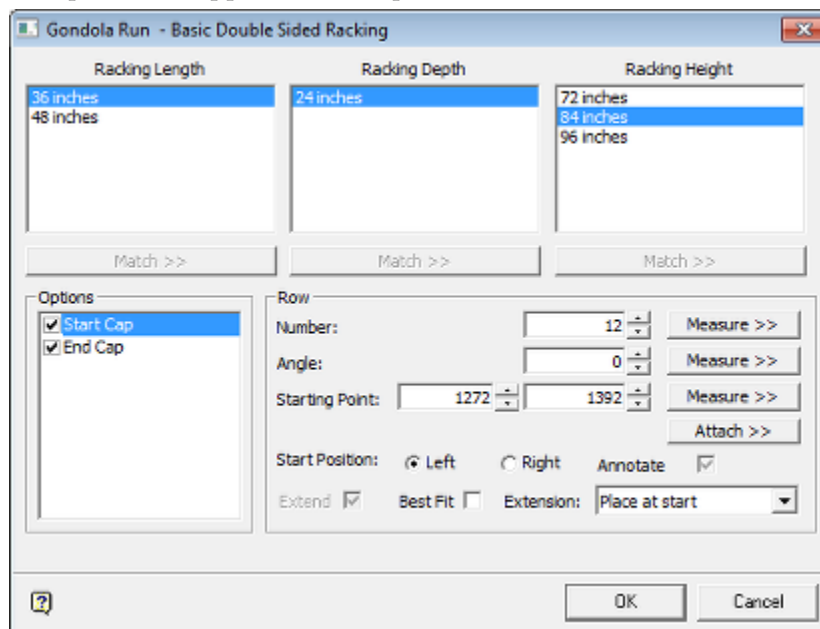 Gondola Run - Basic Double Sided Racking
Racking Length Racking Depth Racking Height
36 inches 24 inches 72 inches
48 inches 84 inches
96 inches
Match >> Match >> Match >>
Options Row
Start Cap Number: 12 Measure >>
End Cap Angle: 0 Measure >>
Starting Point: 1272 1392 Measure >>
Attach >>
Start Position: Left Right Annotate
Extend Best Fit Extension: Place at start
? OK Cancel